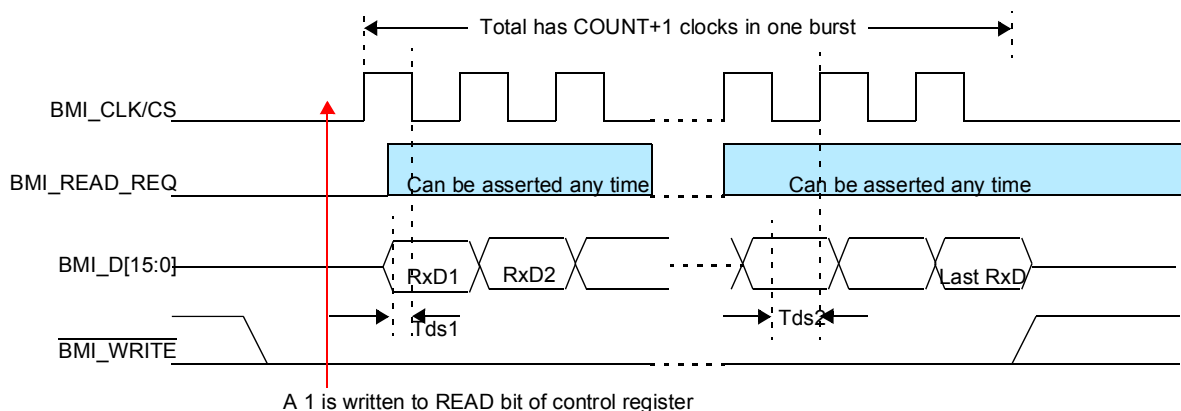 Total has COUNT+1 clocks in one burst
BMI_CLK/CS
BMI_READ_REQ
Can be asserted any time
Can be asserted any time
BMI_D[15:0]
RxD1
RxD2
Last RxD
Tds1
Tds2
BMI_WRITE
A 1 is written to READ bit of control register